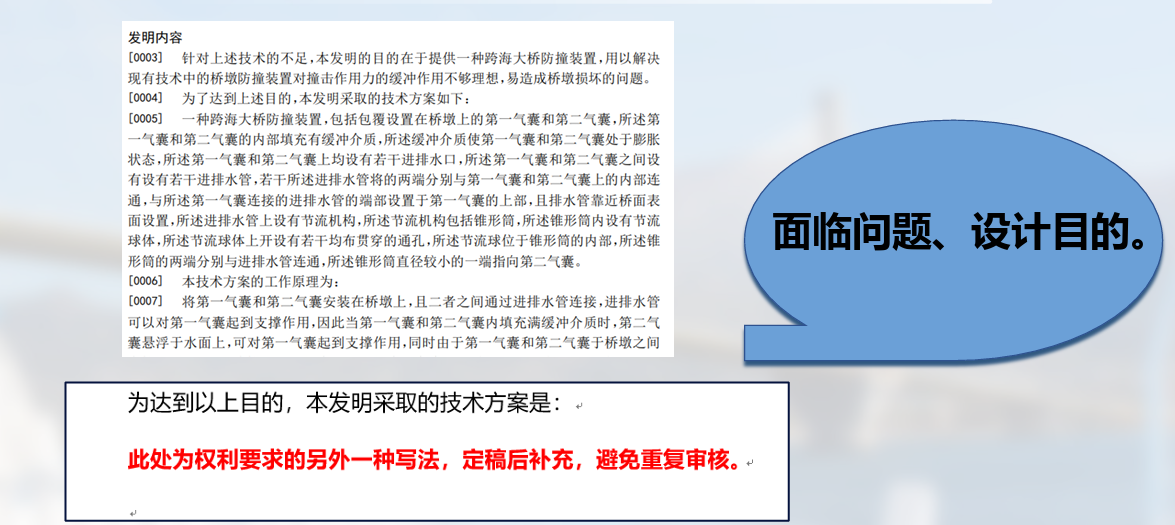 发明内容
[0003] 针对上述技术的不足,本发明的目的在于提供一种跨海大桥防撞装置,用以解决
现有技术中的桥墩防撞装置对撞击作用力的缓冲作用不够理想,易造成桥墩损坏的问题。
[0004] 为了达到上述目的,本发明采取的技术方案如下:
[0005] 一种跨海大桥防撞装置,包括包覆设置在桥墩上的第一气囊和第二气囊,所述第
一气囊和第二气囊的内部填充有缓冲介质,所述缓冲介质使第一气囊和第二气囊处于膨胀
状态,所述第一气囊和第二气囊上均设有若干进排水口,所述第一气囊和第二气囊之间设
有设有若干进排水管,若干所述进排水管将的两端分别与第一气囊和第二气囊上的内部连
通,与所述第一气囊连接的进排水管的端部设置于第一气囊的上部,且排水管靠近桥面表
面设置,所述进排水管上设有节流机构,所述节流机构包括锥形筒,所述锥形筒内设有节流
球体,所述节流球体上开设有若干均布贯穿的通孔,所述节流球位于锥形筒的内部,所述锥
形筒的两端分别与进排水管连通,所述锥形筒直径较小的一端指向第二气囊。
[0006] 本技术方案的工作原理为:
[0007] 将第一气囊和第二气囊安装在桥墩上,且二者之间通过进排水管连接,进排水管
可以对第一气囊起到支撑作用,因此当第一气囊和第二气囊内填充满缓冲介质时,第二气
囊悬浮于水面上,可对第一气囊起到支撑作用,同时由于第一气囊和第二气囊于桥墩之间
面临问题、设计目的。
为达到以上目的，本发明采取的技术方案是：
此处为权利要求的另外一种写法，定稿后补充，避免重复审核。